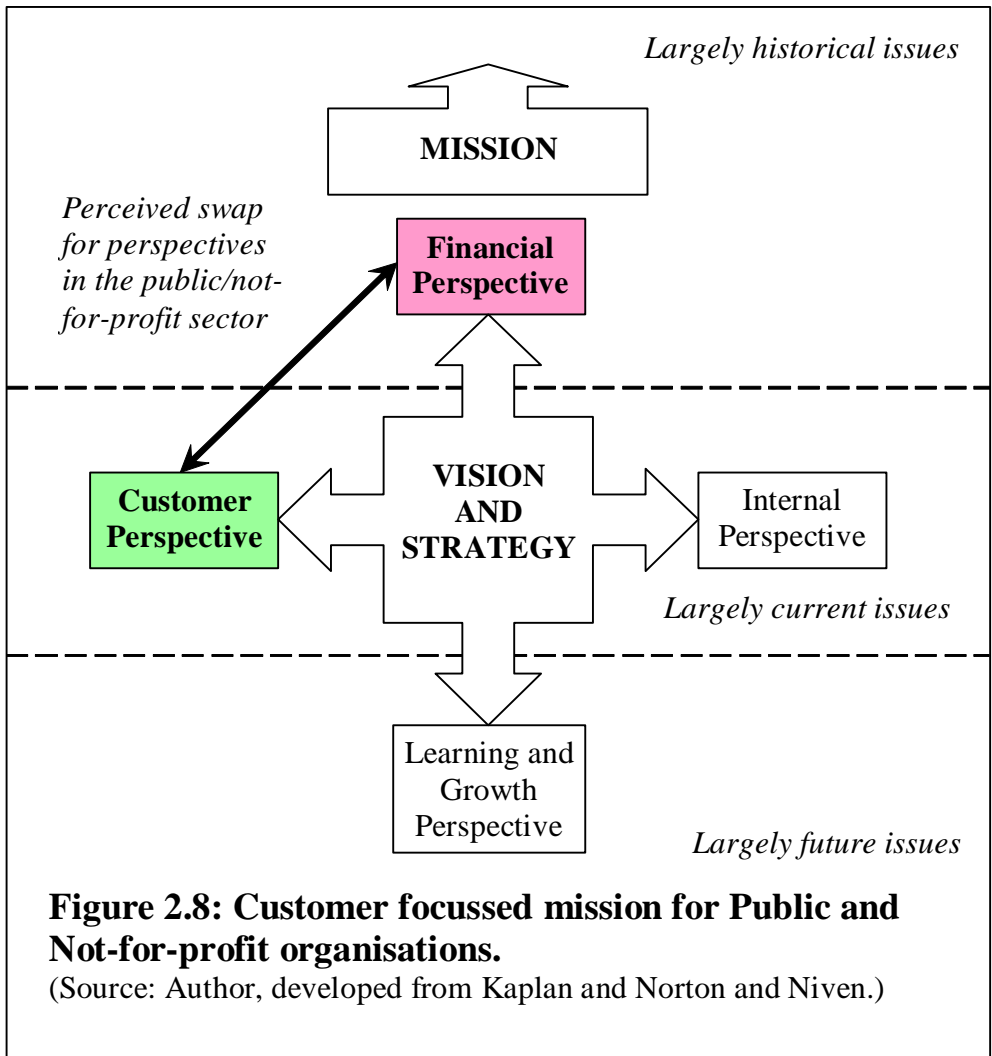 Largely historical issues
MISSION
Perceived swap
for perspectives
in the public/not-
for-profit sector
Financial
Perspective
Customer
Perspective
VISION
AND
STRATEGY
Internal
Perspective
Largely current issues
Learning and
Growth
Perspective
Largely future issues
Figure 2.8: Customer focussed mission for Public and
Not-for-profit organisations.
(Source: Author, developed from Kaplan and Norton and Niven.)